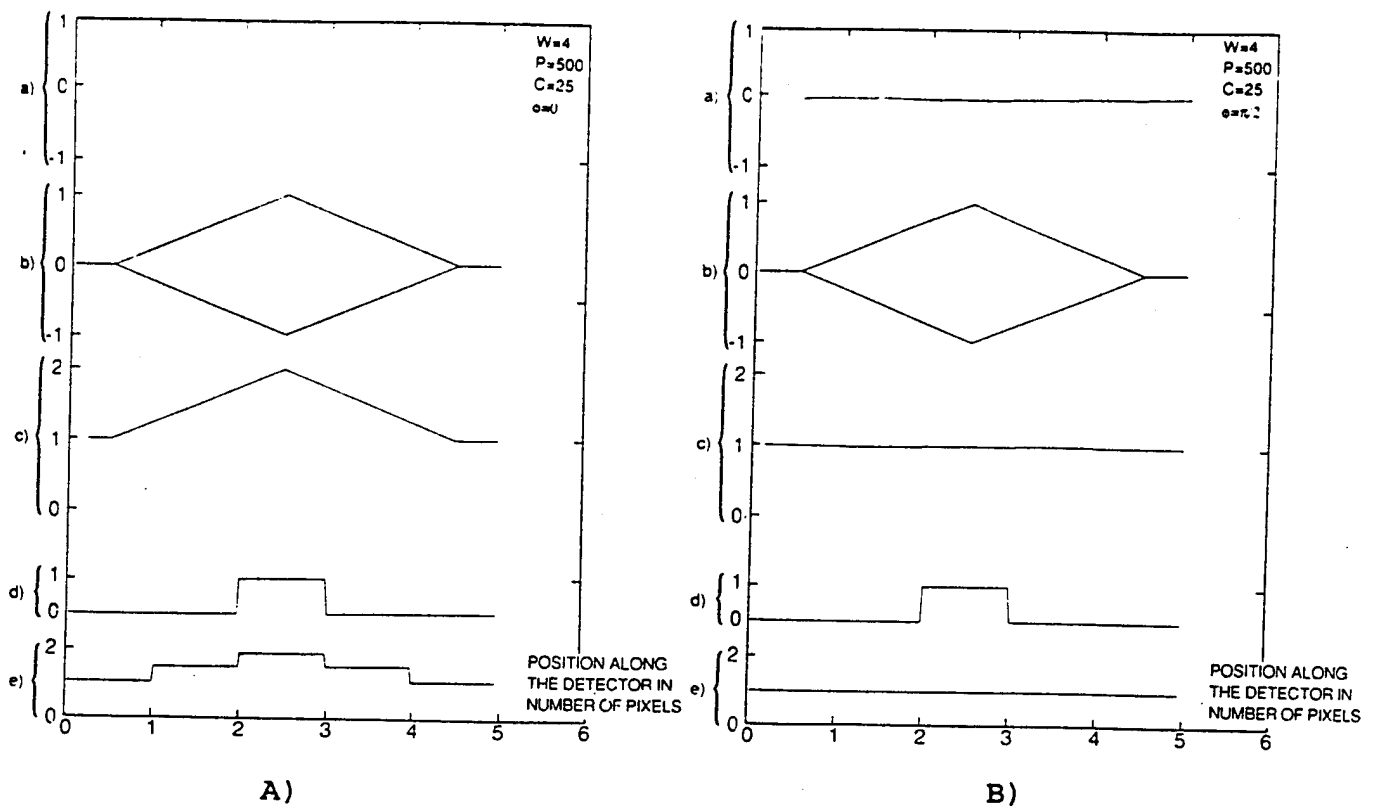 a)
1
C
-1
b)
1
0
-1
c)
2
1
0
d)
1
C
e)
2
0
0 1 2 3 4 5 6
W=4
P=500
C=25
POSITION ALONG
THE DETECTOR IN
NUMBER OF PIXELS
A)
a)
1
C
-1
b)
1
0
-1
c)
2
1
0
d)
1
0
e)
2
0
0 1 2 3 4 5 6
W=4
P=500
C=25
POSITION ALONG
THE DETECTOR IN
NUMBER OF PIXELS
B)